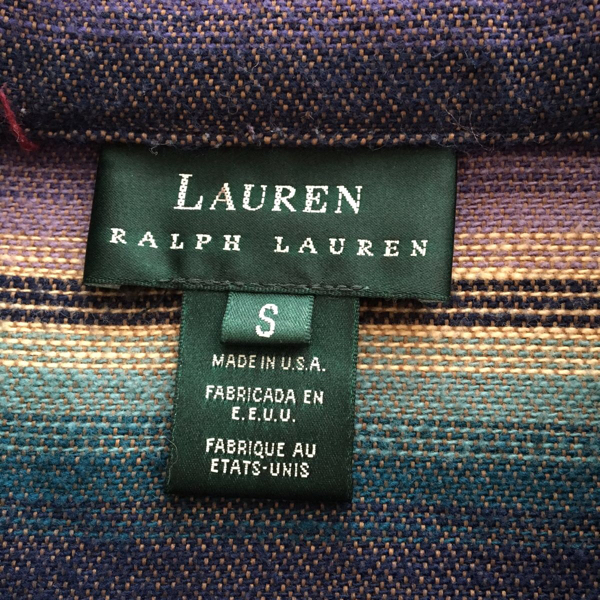 LAUREN
RALPH LAUREN
S
MADE IN U.S.A.
FABRICADA EN
E.E.U.U.
FABRIQUE AU
ETATS-UNIS